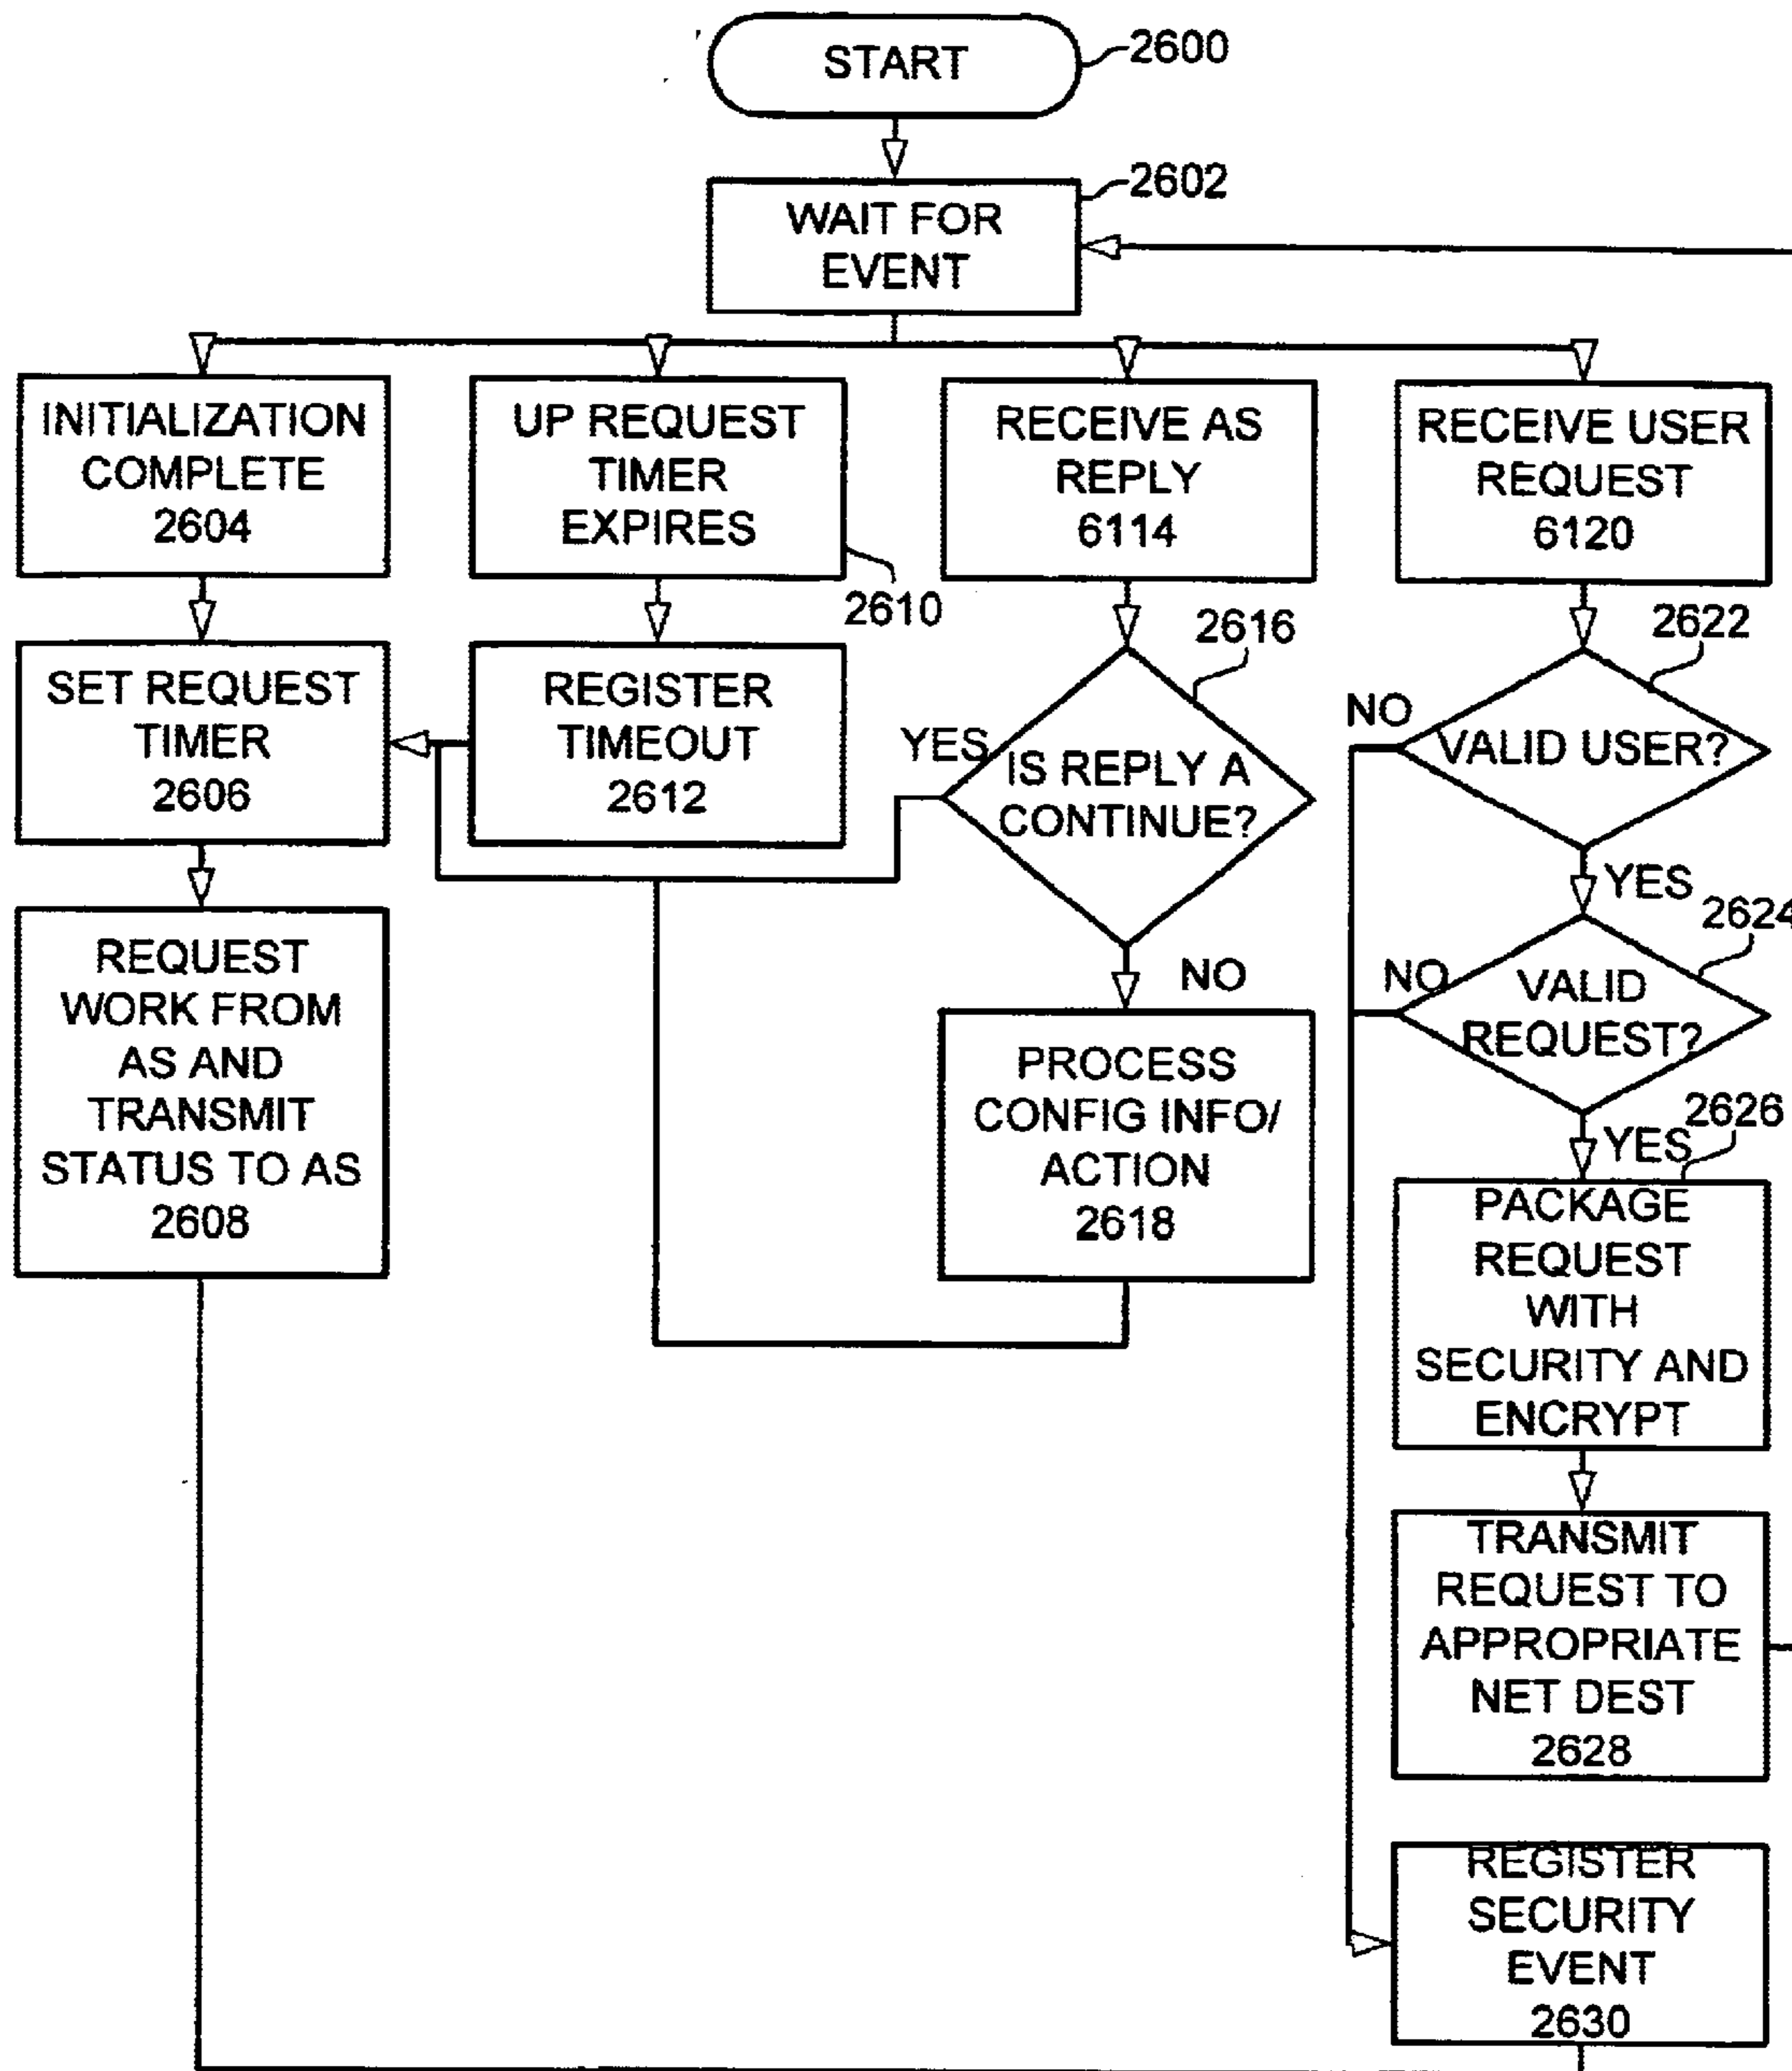 START
2600
WAIT FOR
EVENT
2602
INITIALIZATION
COMPLETE
2604
UP REQUEST
TIMER
EXPIRES
2610
RECEIVE AS
REPLY
6114
RECEIVE USER
REQUEST
6120
SET REQUEST
TIMER
2606
REGISTER
TIMEOUT
2612
2616
YES
IS REPLY A
CONTINUE?
NO
2622
NO
VALID USER?
YES
2624
NO
VALID
REQUEST?
YES
2626
REQUEST
WORK FROM
AS AND
TRANSMIT
STATUS TO AS
2608
PROCESS
CONFIG INFO/
ACTION
2618
PACKAGE
REQUEST
WITH
SECURITY AND
ENCRYPT
TRANSMIT
REQUEST TO
APPROPRIATE
NET DEST
2628
REGISTER
SECURITY
EVENT
2630